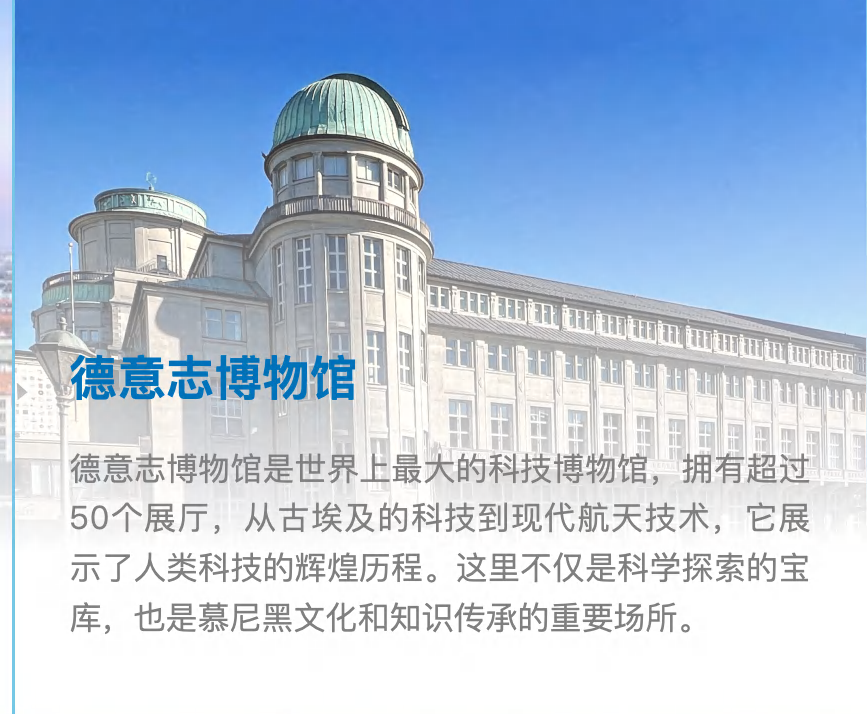 德意志博物馆
德意志博物馆是世界上最大的科技博物馆，拥有超过
50个展厅，从古埃及的科技到现代航天技术，它展
示了人类科技的辉煌历程。这里不仅是科学探索的宝
库，也是慕尼黑文化和知识传承的重要场所。